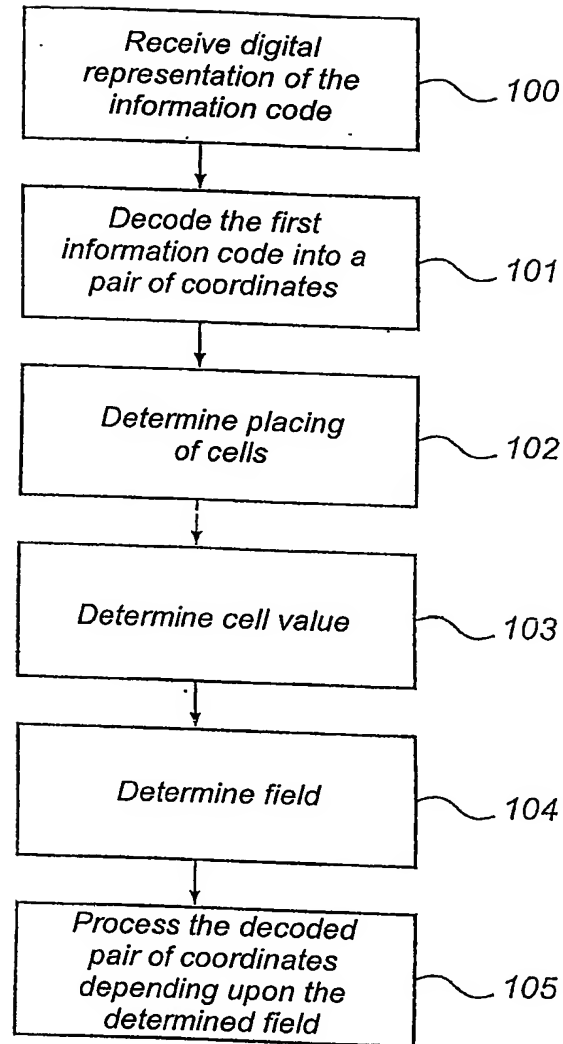 Receive digital
representation of the
information code
100
Decode the first
information code into a
pair of coordinates
101
Determine placing
of cells
102
Determine cell value
103
Determine field
104
Process the decoded
pair of coordinates
depending upon the
determined field
105